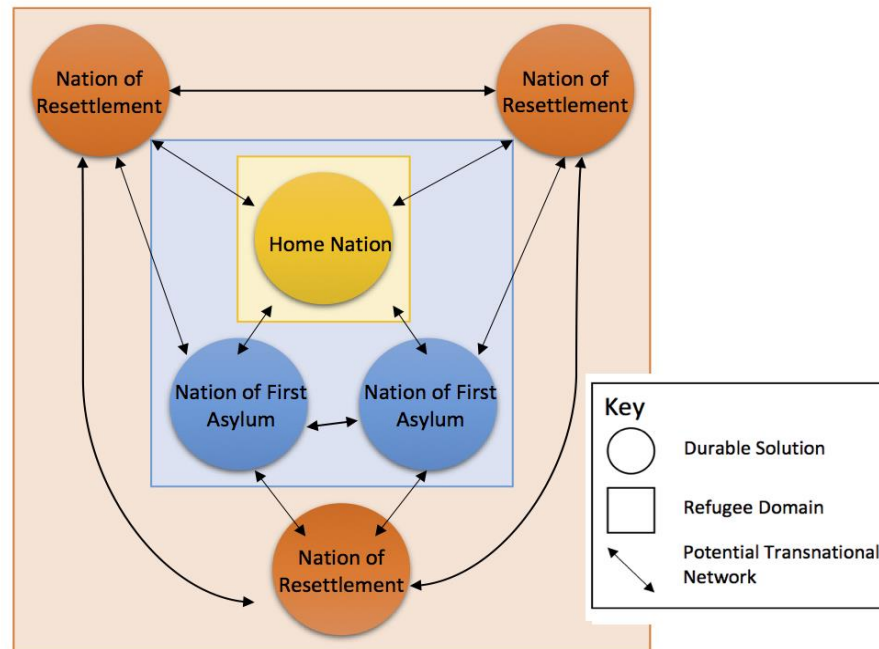 Nation of
Resettlement
Nation of
Resettlement
Home Nation
Nation of First
Asylum
Nation of First
Asylum
Nation of
Resettlement
Key
Durable Solution
Refugee Domain
Potential Transnational
Network